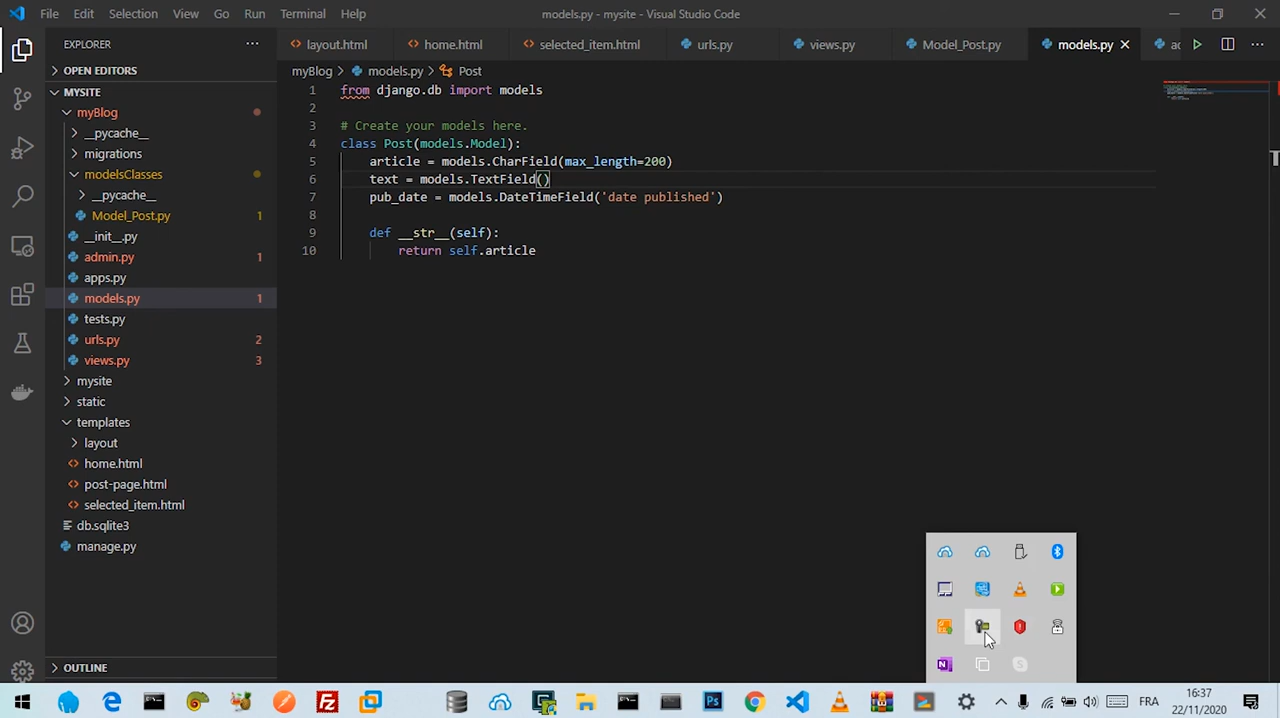 File Edit Selection View Go Run Terminal Help
models.py - mysite - Visual Studio Code
EXPLORER
layout.html
home.html
selected_item.html
urls.py
views.py
Model_Post.py
models.py
OPEN EDITORS
myBlog > models.py > Post
MYSITE
myBlog
__pycache__
migrations
modelsClasses
__pycache__
Model_Post.py 1
__init__.py
admin.py 1
apps.py
models.py 1
tests.py
urls.py 2
views.py 3
mysite
static
templates
layout
home.html
post-page.html
selected_item.html
db.sqlite3
manage.py
OUTLINE
1 from django.db import models
2
3 # Create your models here.
4 class Post(models.Model):
5 article = models.CharField(max_length=200)
6 text = models.TextField()
7 pub_date = models.DateTimeField('date published')
8
9 def __str__(self):
10 return self.article
FRA
16:37
22/11/2020